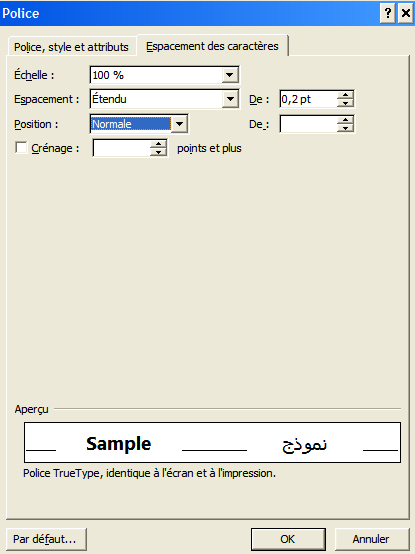 Police
Police, style et attributs Espacement des caractères
Échelle : 100 %
Espacement : Étendu De : 0,2 pt
Position : Normale De :
Crénage : points et plus
Aperçu
Sample نموذج
Police TrueType, identique à l'écran et à l'impression.
Par défaut... OK Annuler